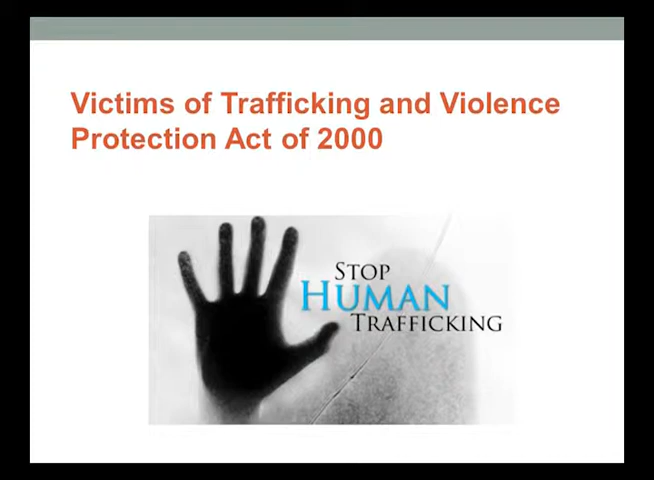 Victims of Trafficking and Violence
Protection Act of 2000
STOP
HUMAN
TRAFFICKING